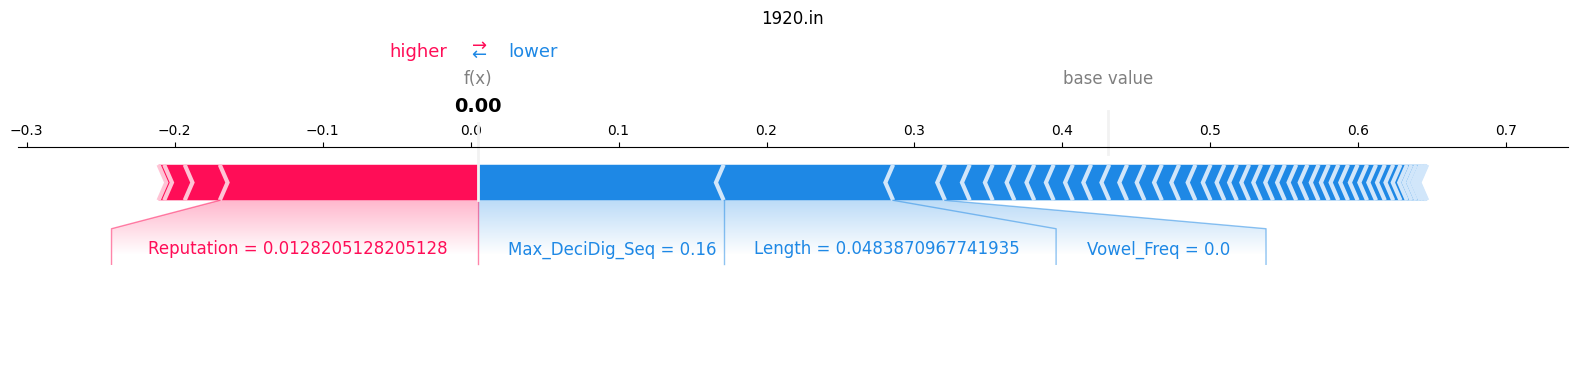 1920.in
higher ⇄ lower
f(x) base value
0.00
−0.3 −0.2 −0.1 0.0 0.1 0.2 0.3 0.4 0.5 0.6 0.7
Reputation = 0.0128205128205128 Max_DeciDig_Seq = 0.16 Length = 0.0483870967741935 Vowel_Freq = 0.0